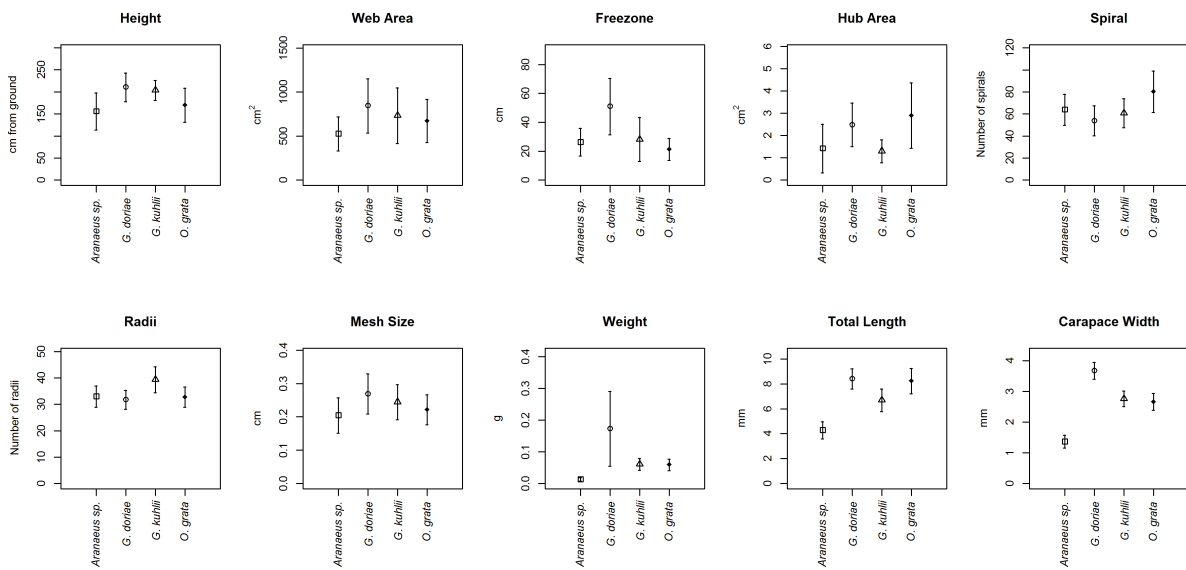 Height
cm from ground
0
50
150
250
Aranaeus sp.
G. doriae
G. kuhlii
O. grata
Web Area
cm²
0
500
1000
1500
Aranaeus sp.
G. doriae
G. kuhlii
O. grata
Freezone
cm
0
20
40
60
80
Aranaeus sp.
G. doriae
G. kuhlii
O. grata
Hub Area
cm²
0
1
2
3
4
5
6
Aranaeus sp.
G. doriae
G. kuhlii
O. grata
Spiral
Number of spirals
0
20
40
60
80
100
120
Aranaeus sp.
G. doriae
G. kuhlii
O. grata
Radii
Number of radii
0
10
20
30
40
50
Aranaeus sp.
G. doriae
G. kuhlii
O. grata
Mesh Size
cm
0.0
0.1
0.2
0.3
0.4
Aranaeus sp.
G. doriae
G. kuhlii
O. grata
Weight
g
0.0
0.1
0.2
0.3
0.4
Aranaeus sp.
G. doriae
G. kuhlii
O. grata
Total Length
mm
0
2
4
6
8
10
Aranaeus sp.
G. doriae
G. kuhlii
O. grata
Carapace Width
mm
0
1
2
3
4
Aranaeus sp.
G. doriae
G. kuhlii
O. grata